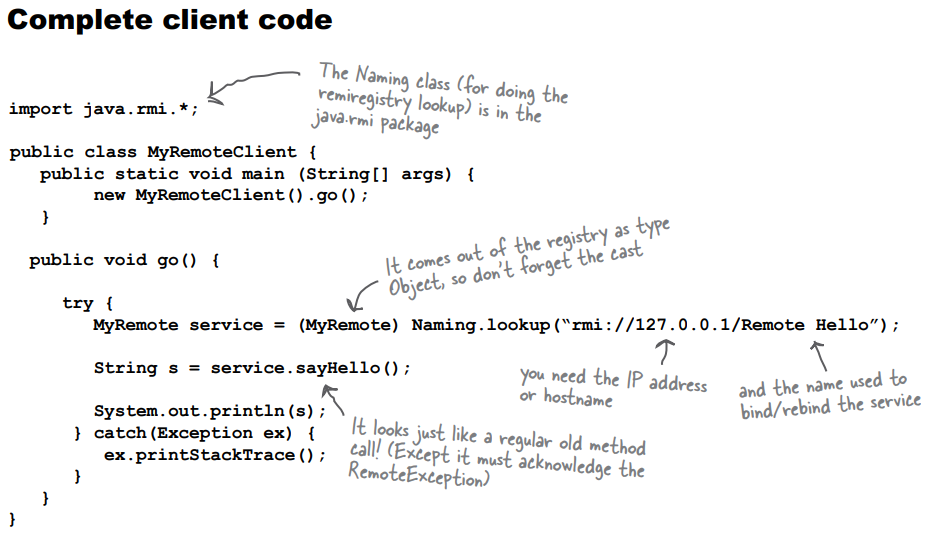 Complete client code
The Naming class (for doing the
rmiregistry lookup) is in the
java.rmi package
import java.rmi.*;
public class MyRemoteClient {
public static void main (String[] args) {
new MyRemoteClient().go();
}
public void go() {
It comes out of the registry as type
Object, so don't forget the cast
try {
MyRemote service = (MyRemote) Naming.lookup(“rmi://127.0.0.1/Remote Hello”);
String s = service.sayHello();
you need the IP address
or hostname
and the name used to
bind/rebind the service
System.out.println(s);
} catch(Exception ex) {
ex.printStackTrace();
}
}
}
It looks just like a regular old method
call! (Except it must acknowledge the
RemoteException)